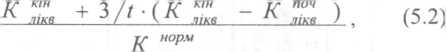 К кін лікв + 3/t · (К кін лікв − К поч лікв)
К норм , (5.2)